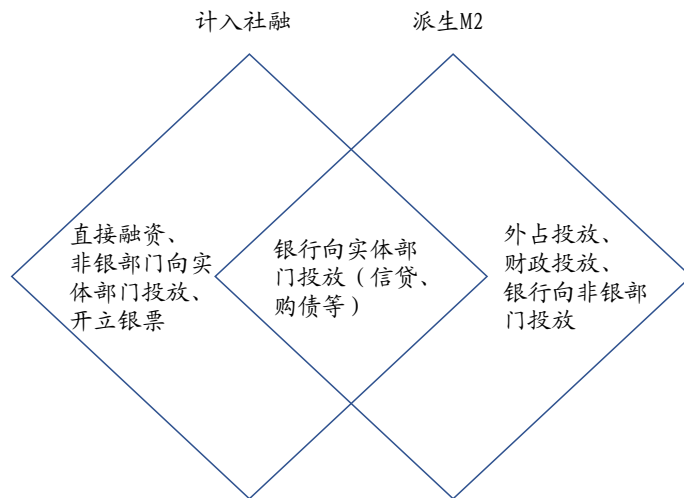 计入社融
派生M2
直接融资、
非银部门向实
体部门投放、
开立银票
银行向实体部
门投放（信贷、
购债等）
外占投放、
财政投放、
银行向非银部
门投放